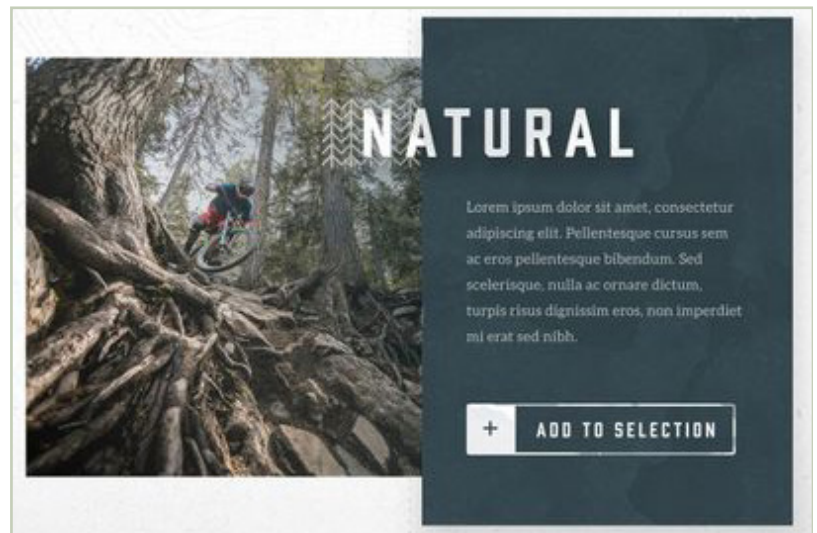 NATURAL
Lorem ipsum dolor sit amet, consectetur
adipiscing elit. Pellentesque cursus sem
ac eros pellentesque bibendum. Sed
scelerisque, nulla ac ornare dictum,
turpis risus dignissim eros, non imperdiet
mi erat sed nibh.
+ ADD TO SELECTION